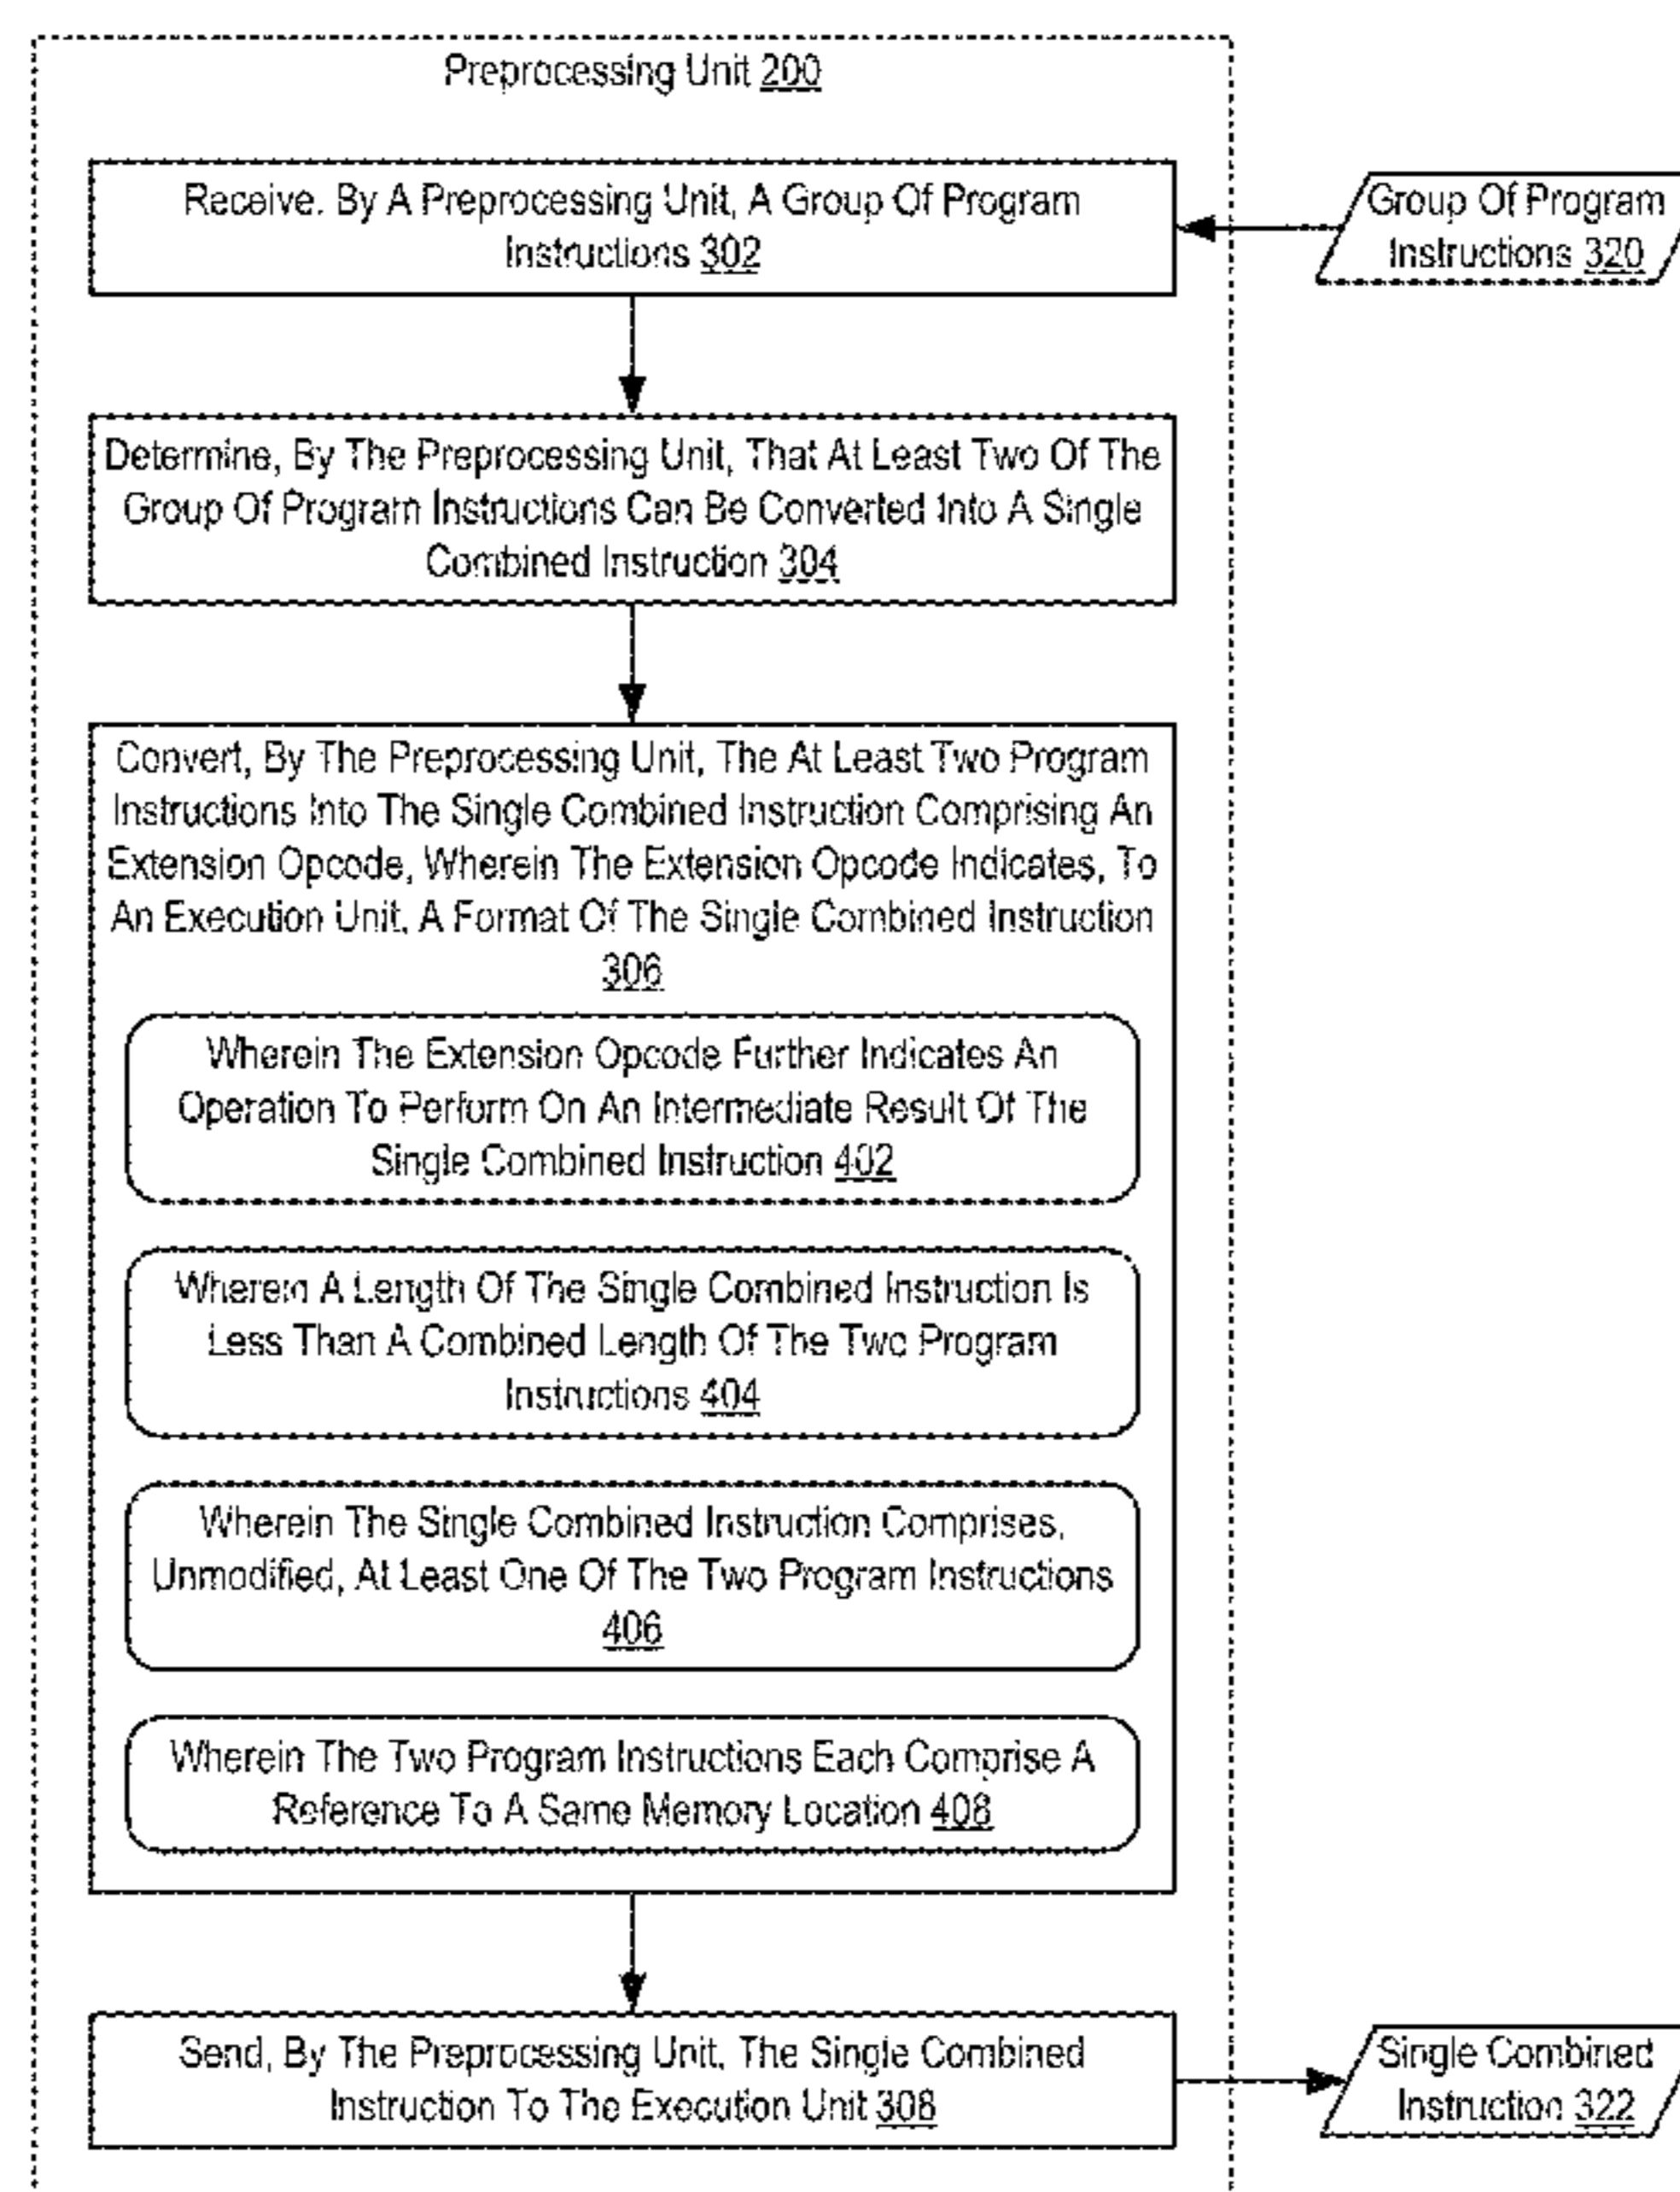 Preprocessing Unit 200
Receive. By A Preprocessing Unit, A Group Of Program
Instructions 302
Group Of Program
Instructions 320
Determine, By The Preprocessing Unit, That At Least Two Of The
Group Of Program Instructions Can Be Converted Into A Single
Combined Instruction 304
Convert, By The Preprocessing Unit, The At Least Two Program
Instructions Into The Single Combined Instruction Comprising An
Extension Opcode, Wherein The Extension Opcode Indicates, To
An Execution Unit, A Format Of The Single Combined Instruction
306
Wherein The Extension Opcode Further Indicates An
Operation To Perform On An Intermediate Result Of The
Single Combined Instruction 402
Wherein A Length Of The Single Combined Instruction Is
Less Than A Combined Length Of The Two Program
Instructions 404
Wherein The Single Combined Instruction Comprises,
Unmodified, At Least One Of The Two Program Instructions
406
Wherein The Two Program Instructions Each Comprise A
Reference To A Same Memory Location 408
Send, By The Preprocessing Unit, The Single Combined
Instruction To The Execution Unit 308
Single Combined
Instruction 322